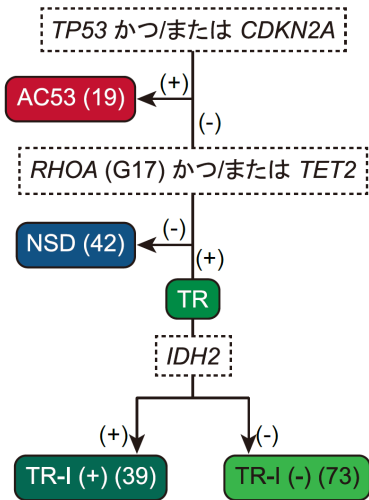 TP53 かつ/または CDKN2A
(+)
AC53 (19)
(-)
RHOA (G17) かつ/または TET2
(-)
NSD (42)
(+)
TR
IDH2
(+)
(-)
TR-I (+) (39)
TR-I (-) (73)